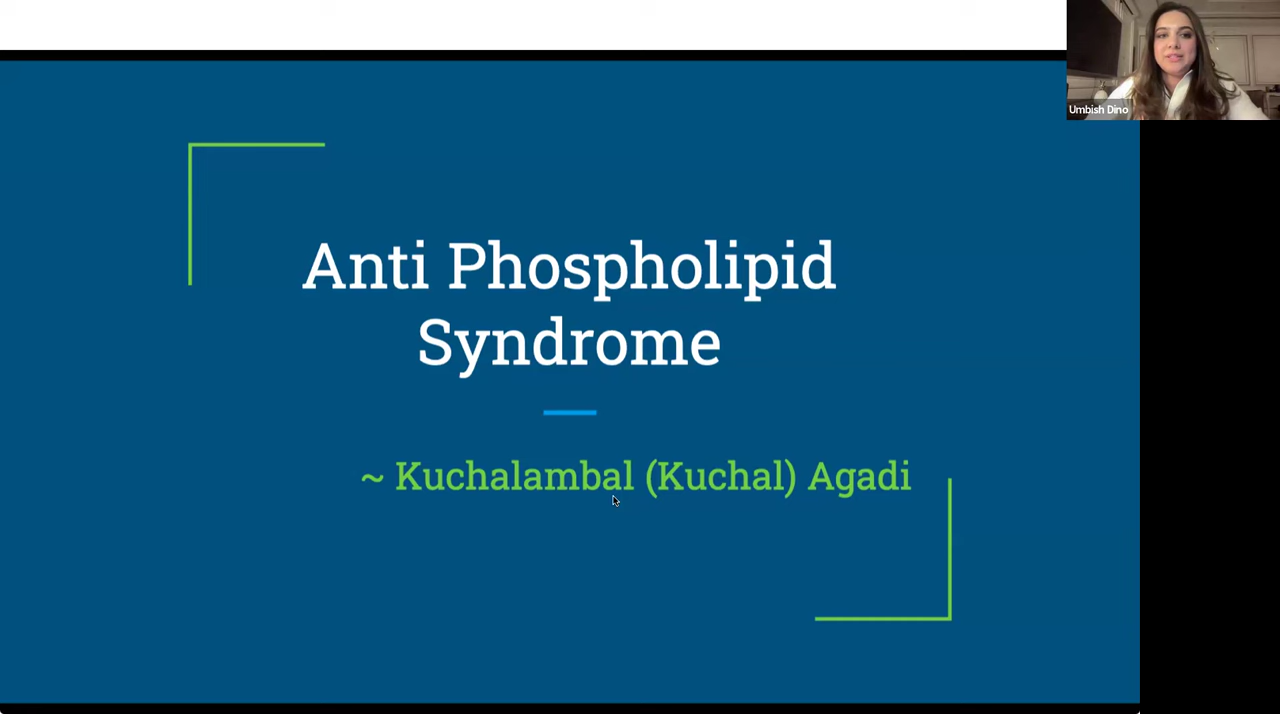 Umbish Dino
Anti Phospholipid
Syndrome
~ Kuchalambal (Kuchal) Agadi